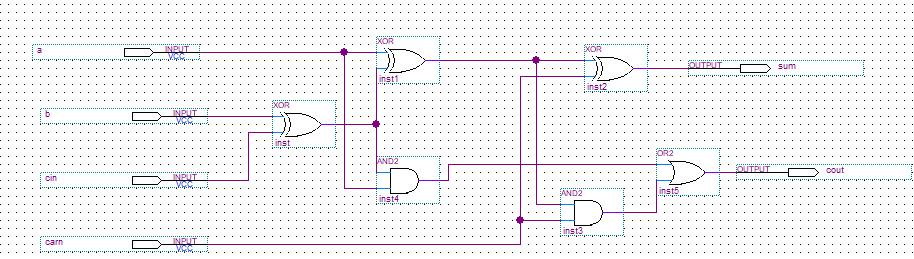 XOR
XOR
a
INPUT
VCC
inst1
OUTPUT
sum
inst2
XOR
b
INPUT
VCC
inst
OR2
AND2
OUTPUT
cout
cin
INPUT
VCC
inst5
AND2
inst4
inst3
carn
INPUT
VCC